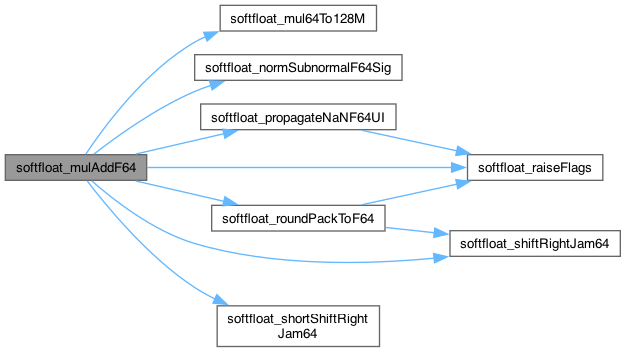 softfloat_mul64To128M
softfloat_normSubnormalF64Sig
softfloat_propagateNaNF64UI
softfloat_mulAddF64
softfloat_raiseFlags
softfloat_roundPackToF64
softfloat_shiftRightJam64
softfloat_shortShiftRight
Jam64